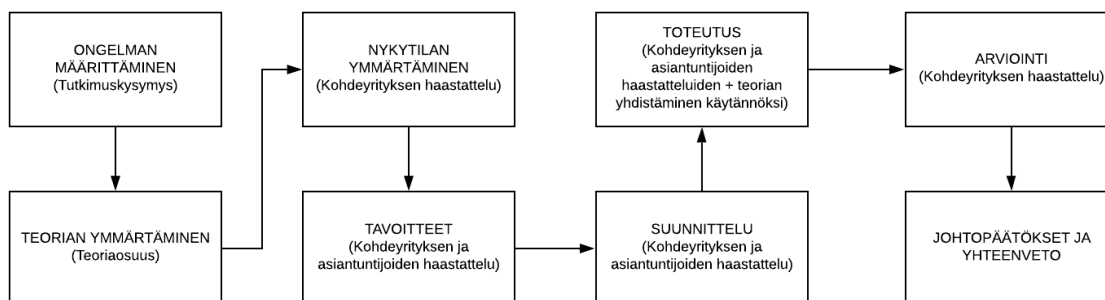 ONGELMAN
MÄÄRITTÄMINEN
(Tutkimuskysymys)
TEORIAN YMMÄRTÄMINEN
(Teoriaosuus)
NYKYTILAN
YMMÄRTÄMINEN
(Kohdeyrityksen haastattelu)
TAVOITTEET
(Kohdeyrityksen ja
asiantuntijoiden haastattelu)
SUUNNITTELU
(Kohdeyrityksen ja
asiantuntijoiden haastattelu)
TOTEUTUS
(Kohdeyrityksen ja
asiantuntijoiden
haastatteluiden + teorian
yhdistäminen käytännöksi)
ARVIOINTI
(Kohdeyrityksen haastattelu)
JOHTOPÄÄTÖKSET JA
YHTEENVETO